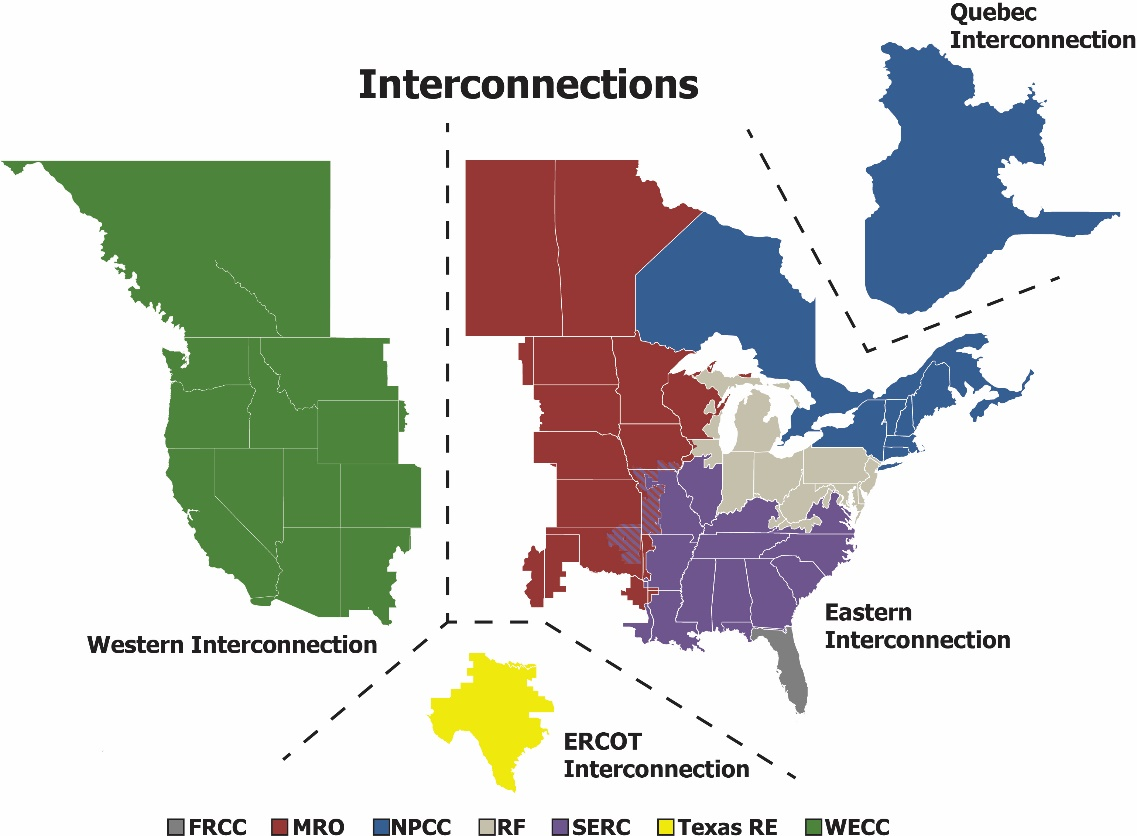 Quebec
Interconnection
Interconnections
Eastern
Interconnection
Western Interconnection
ERCOT
Interconnection
FRCC MRO NPCC RF SERC Texas RE WECC